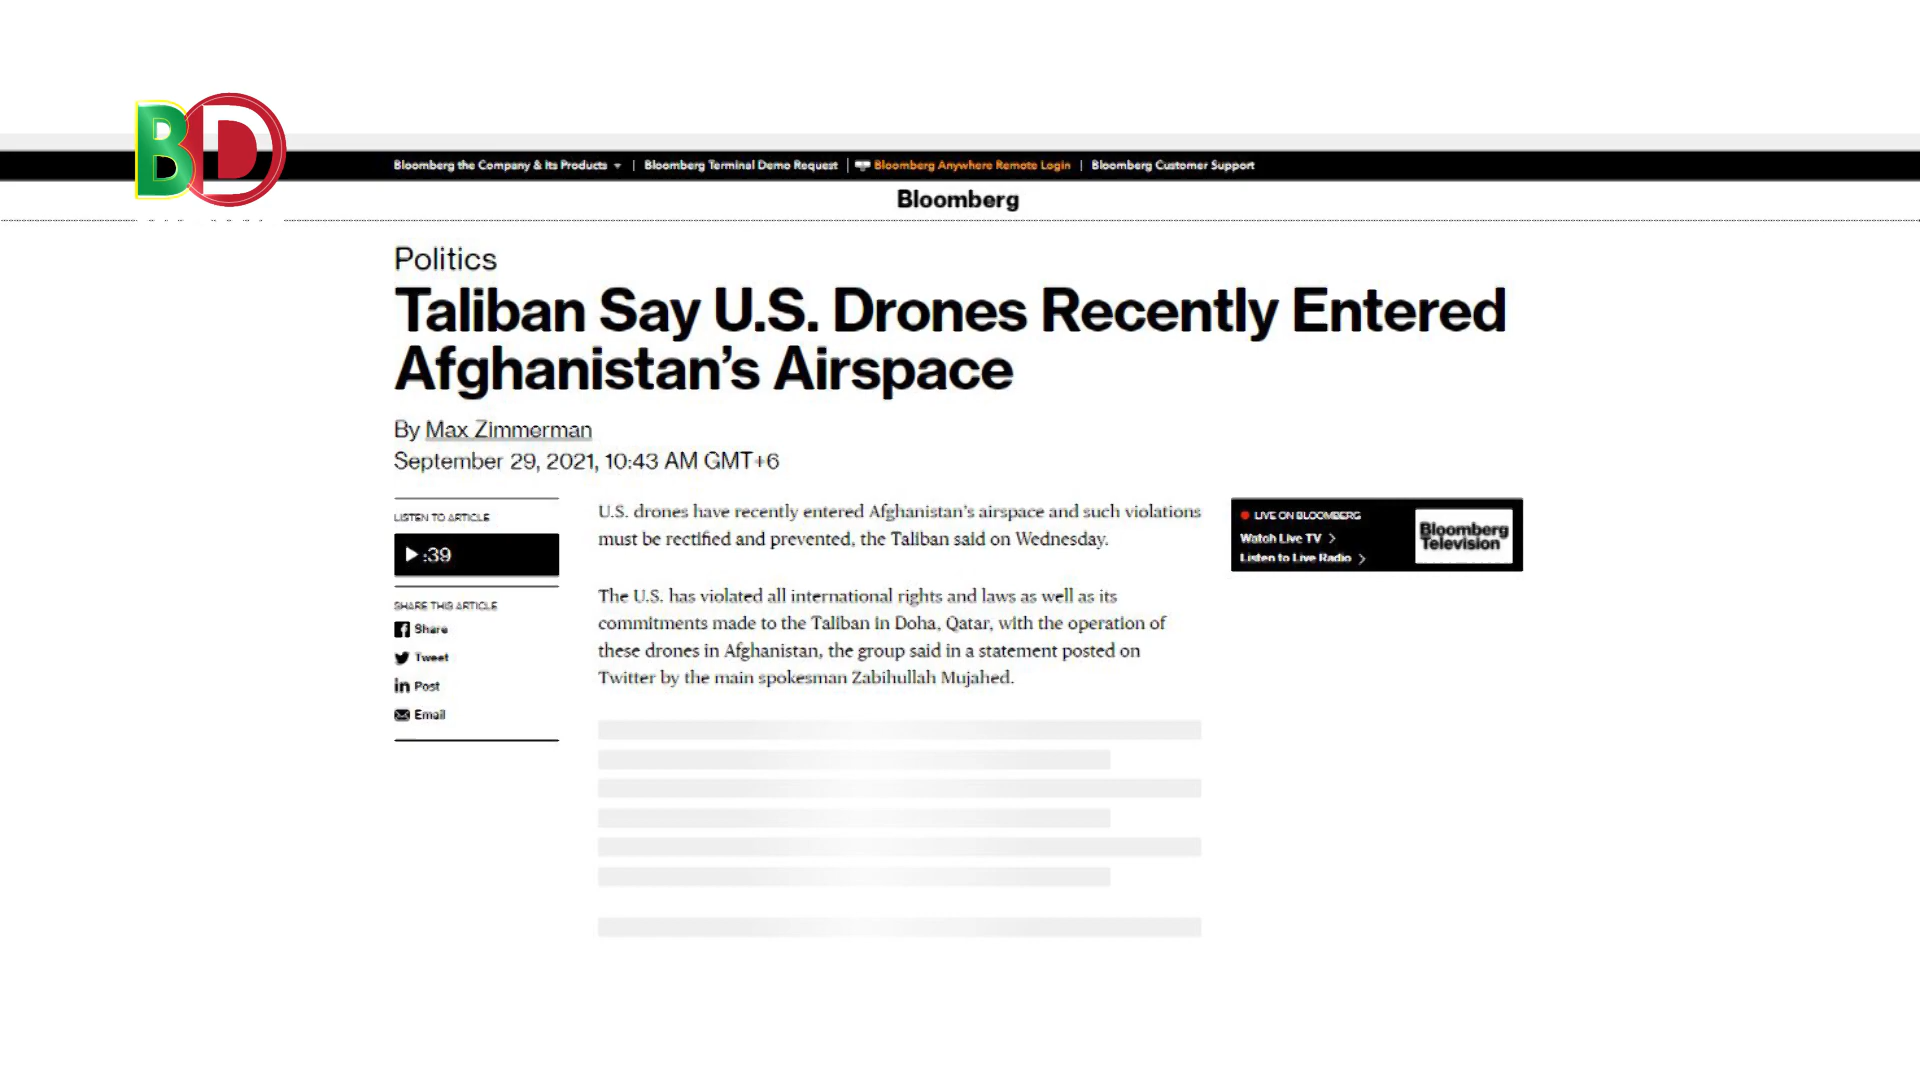 BD
Bloomberg the Company & Its Products | Bloomberg Terminal Demo Request | Bloomberg Anywhere Remote Login | Bloomberg Customer Support
Bloomberg
Politics
Taliban Say U.S. Drones Recently Entered
Afghanistan's Airspace
By Max Zimmerman
September 29, 2021, 10:43 AM GMT+6
LISTEN TO ARTICLE
:39
SHARE THIS ARTICLE
Share
Tweet
in Post
Email
U.S. drones have recently entered Afghanistan's airspace and such violations
must be rectified and prevented, the Taliban said on Wednesday.
The U.S. has violated all international rights and laws as well as its
commitments made to the Taliban in Doha, Qatar, with the operation of
these drones in Afghanistan, the group said in a statement posted on
Twitter by the main spokesman Zabihullah Mujahed.
LIVE ON BLOOMBERG
Watch Live TV
Listen to Live Radio
Bloomberg
Television